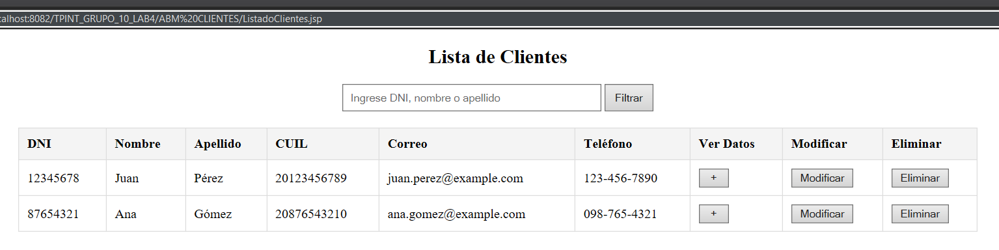 calhost:8082/TPINT_GRUPO_10_LAB4/ABM%20CLIENTES/ListadoClientes.jsp
Lista de Clientes
Ingrese DNI, nombre o apellido Filtrar
DNI Nombre Apellido CUIL Correo Teléfono Ver Datos Modificar Eliminar
12345678 Juan Pérez 20123456789 juan.perez@example.com 123-456-7890 + Modificar Eliminar
87654321 Ana Gómez 20876543210 ana.gomez@example.com 098-765-4321 + Modificar Eliminar